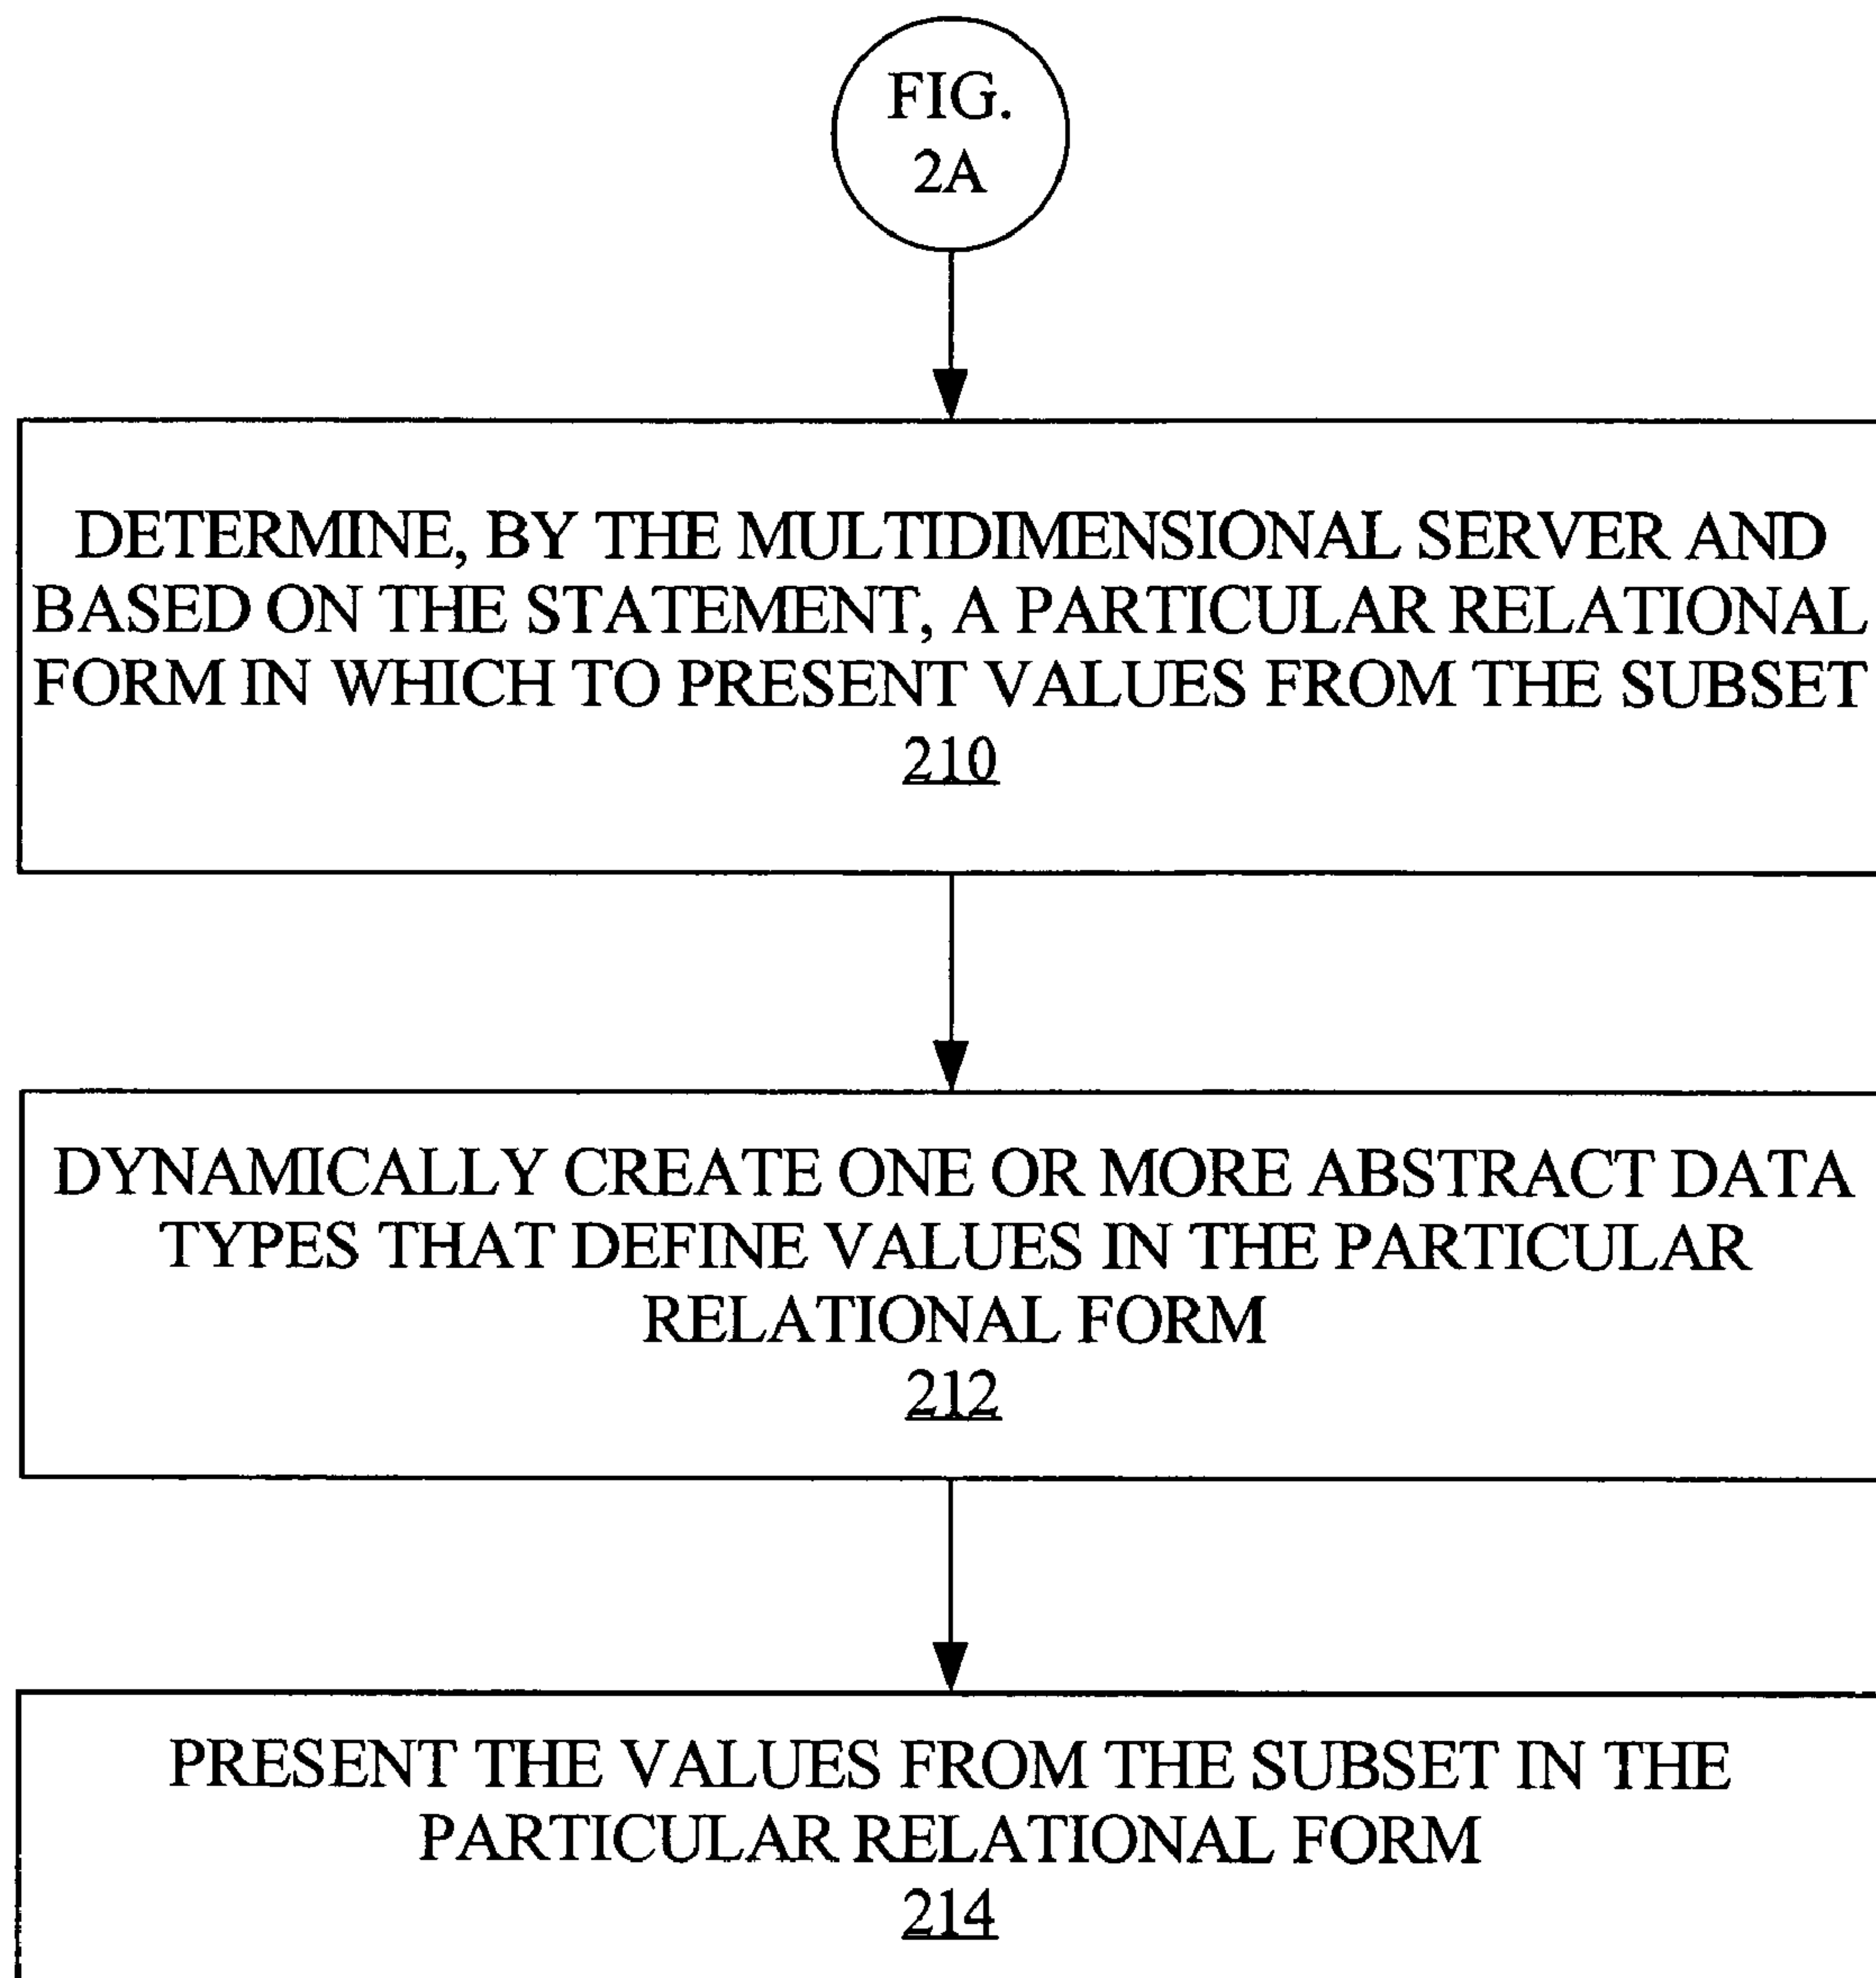 FIG.
2A
DETERMINE, BY THE MULTIDIMENSIONAL SERVER AND
BASED ON THE STATEMENT, A PARTICULAR RELATIONAL
FORM IN WHICH TO PRESENT VALUES FROM THE SUBSET
210
DYNAMICALLY CREATE ONE OR MORE ABSTRACT DATA
TYPES THAT DEFINE VALUES IN THE PARTICULAR
RELATIONAL FORM
212
PRESENT THE VALUES FROM THE SUBSET IN THE
PARTICULAR RELATIONAL FORM
214